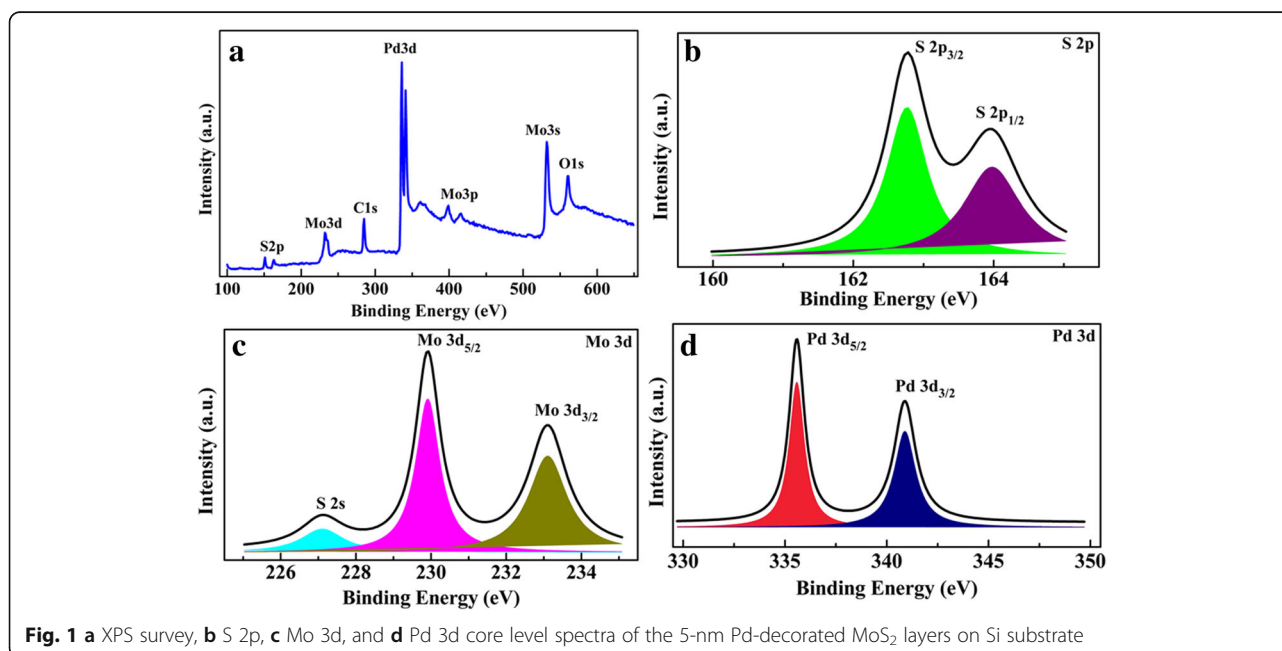 a
Pd3d
Mo3s
O1s
Mo3p
C1s
Mo3d
S2p
Intensity (a.u.)
100 200 300 400 500 600
Binding Energy (eV)
b
S 2p
S 2p3/2
S 2p1/2
Intensity (a.u.)
160 162 164
Binding Energy (eV)
c
Mo 3d
Mo 3d5/2
Mo 3d3/2
S 2s
Intensity (a.u.)
226 228 230 232 234
Binding Energy (eV)
d
Pd 3d
Pd 3d5/2
Pd 3d3/2
Intensity (a.u.)
330 335 340 345 350
Binding Energy (eV)
Fig. 1 a XPS survey, b S 2p, c Mo 3d, and d Pd 3d core level spectra of the 5-nm Pd-decorated MoS2 layers on Si substrate